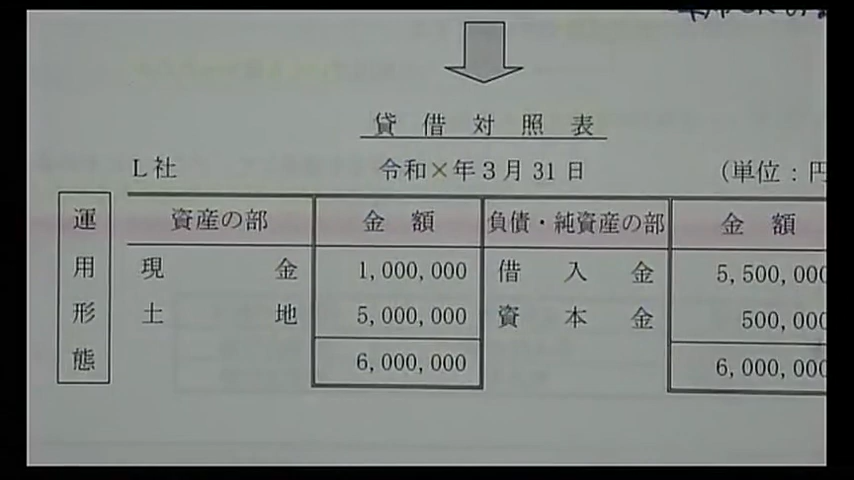 貸借対照表
L社 令和×年3月31日 (単位:円
運用形態
資産の部 金額 負債・純資産の部 金額
現金 1,000,000 借入金 5,500,000
土地 5,000,000 資本金 500,000
6,000,000 6,000,000